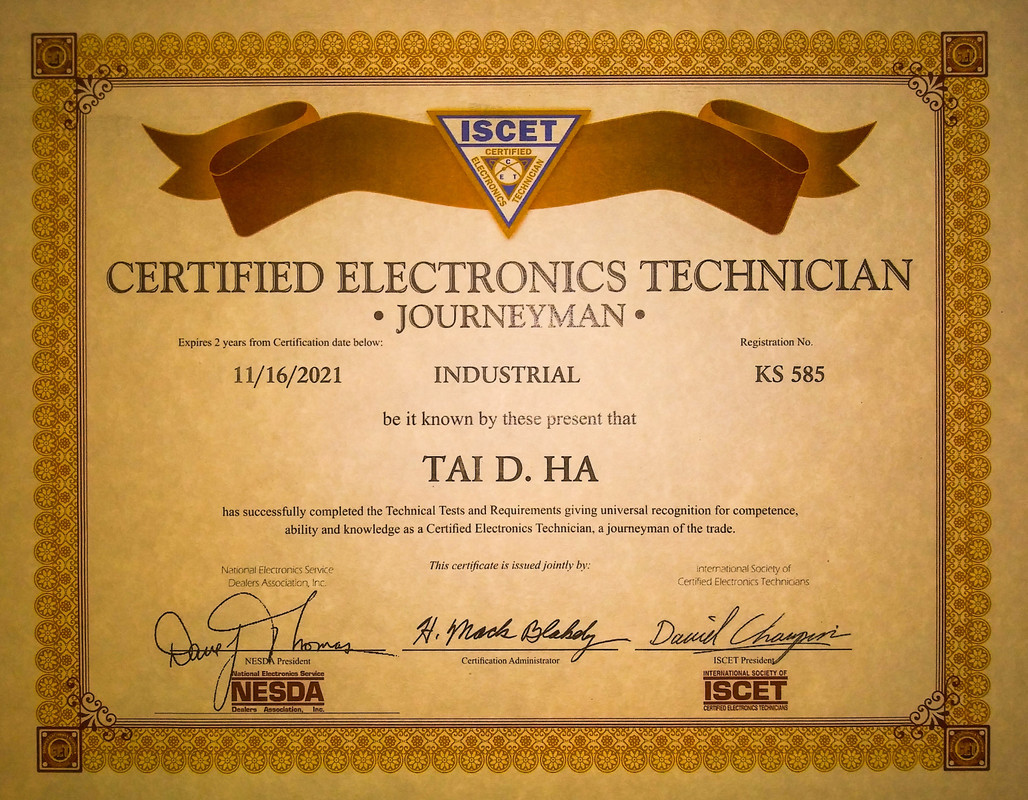 ISCET
CERTIFIED
ELECTRONICS
TECHNICIAN
C
E T
CERTIFIED ELECTRONICS TECHNICIAN
• JOURNEYMAN •
Expires 2 years from Certification date below:
Registration No.
11/16/2021 INDUSTRIAL KS 585
be it known by these present that
TAI D. HA
has successfully completed the Technical Tests and Requirements giving universal recognition for competence,
ability and knowledge as a Certified Electronics Technician, a journeyman of the trade.
This certificate is issued jointly by:
National Electronics Service
Dealers Association, Inc.
International Society of
Certified Electronics Technicians
Dave J Thomas
H. Mack Blakely
Daniel
NESDA President
Certification Administrator
ISCET President
National Electronics Service
NESDA
Dealers Association, Inc.
INTERNATIONAL SOCIETY OF
ISCET
CERTIFIED ELECTRONICS TECHNICIANS